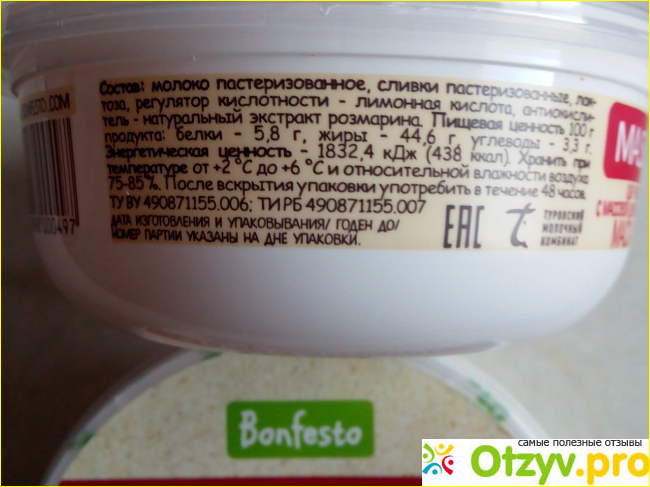 Состав: молоко пастеризованное, сливки пастеризованные, лак-
тоза, регулятор кислотности - лимонная кислота, антиокисли-
тель - натуральный экстракт розмарина. Пищевая ценность 100 г
продукта: белки - 5,8 г, жиры - 44,6 г, углеводы - 3,3 г.
Энергетическая ценность - 1832,4 кДж (438 ккал). Хранить при
температуре от +2 °С до +6 °С и относительной влажности воздуха
75-85%. После вскрытия упаковки употребить в течение 48 часов.
ТУ BY 490871155.006; ТИ РБ 490871155.007
ДАТА ИЗГОТОВЛЕНИЯ И УПАКОВЫВАНИЯ/ ГОДЕН ДО/
НОМЕР ПАРТИИ УКАЗАНЫ НА ДНЕ УПАКОВКИ.
EAC
ТУРОВСКИЙ
МОЛОЧНЫЙ
КОМБИНАТ
Bonfesto
самые полезные отзывы
Otzyv.pro